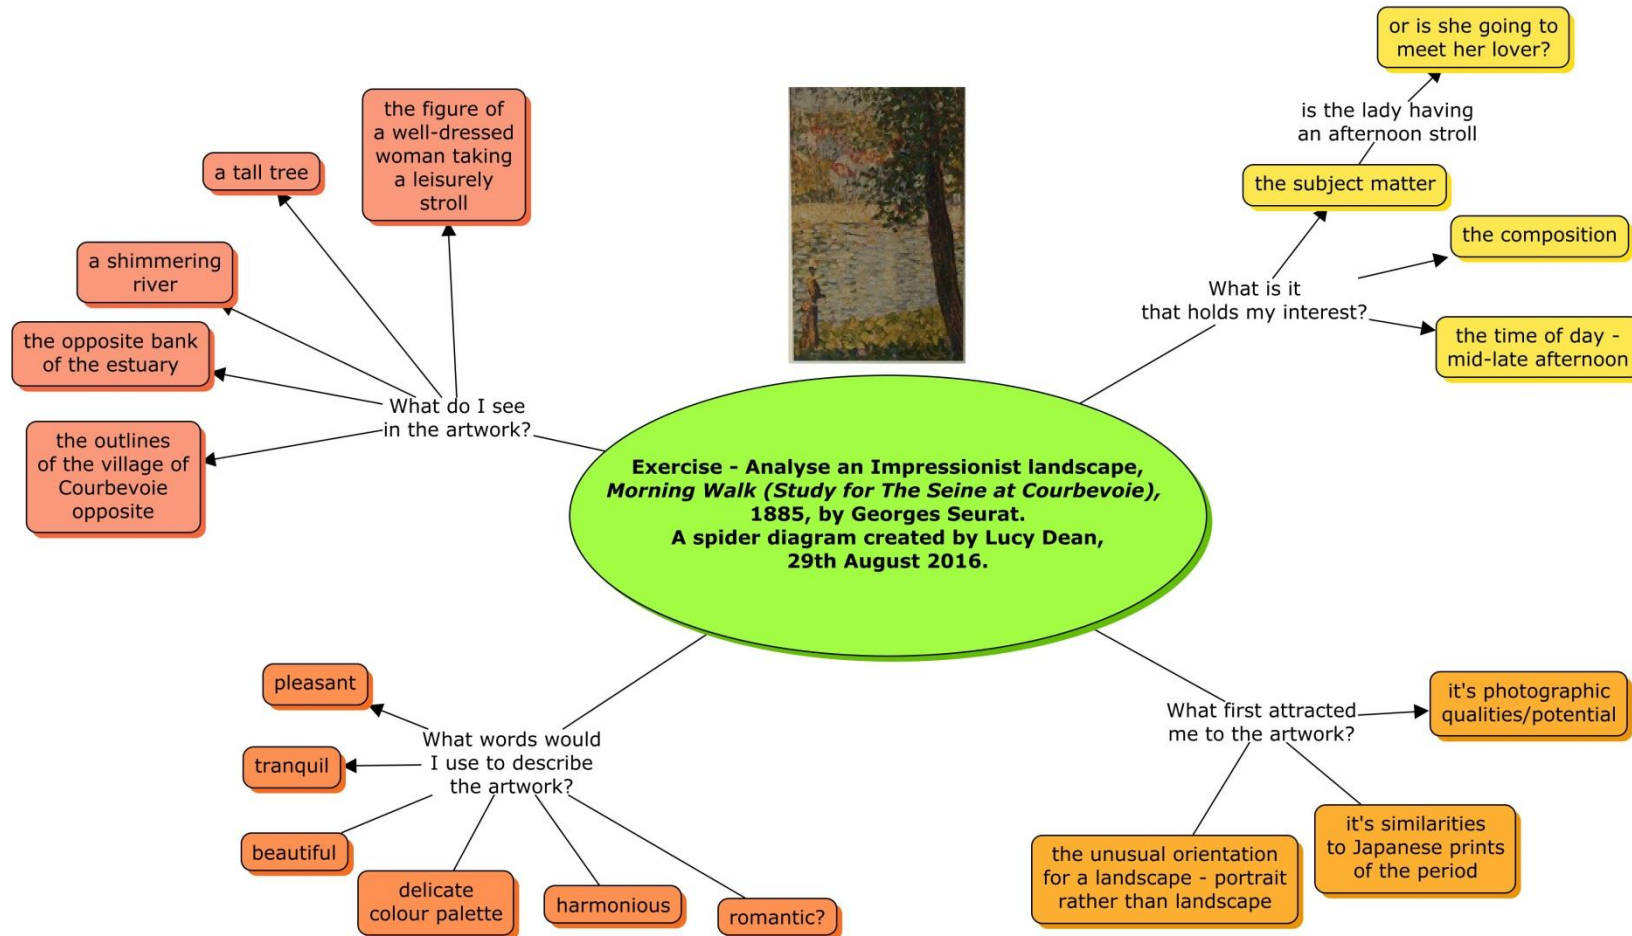 or is she going to
meet her lover?
is the lady having
an afternoon stroll
the subject matter
the composition
What is it
that holds my interest?
the time of day -
mid-late afternoon
the figure of
a well-dressed
woman taking
a leisurely
stroll
a tall tree
a shimmering
river
the opposite bank
of the estuary
What do I see
in the artwork?
the outlines
of the village of
Courbevoie
opposite
Exercise - Analyse an Impressionist landscape,
Morning Walk (Study for The Seine at Courbevoie),
1885, by Georges Seurat.
A spider diagram created by Lucy Dean,
29th August 2016.
pleasant
What words would
I use to describe
the artwork?
tranquil
beautiful
delicate
colour palette
harmonious
romantic?
What first attracted
me to the artwork?
it's photographic
qualities/potential
it's similarities
to Japanese prints
of the period
the unusual orientation
for a landscape - portrait
rather than landscape